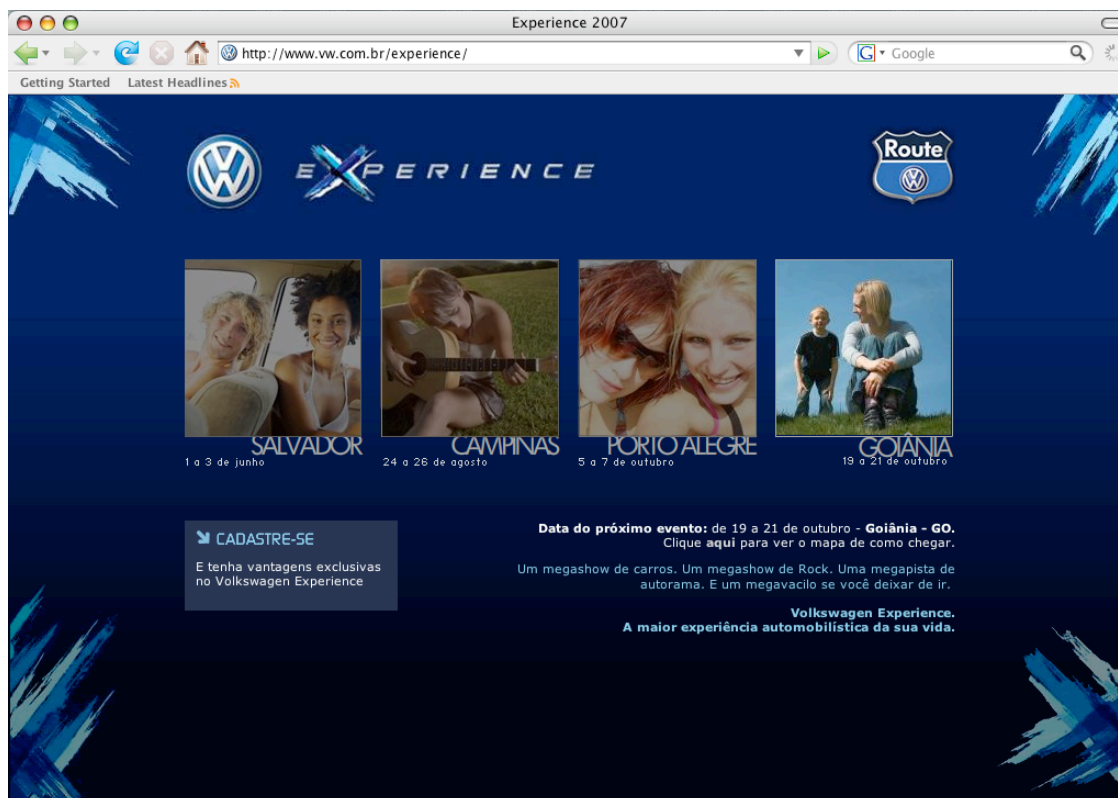 Experience 2007
http://www.vw.com.br/experience/
G Google
Getting Started Latest Headlines
VW EXPERIENCE
Route
SALVADOR
1 a 3 de junho
CAMPINAS
24 a 26 de agosto
PORTO ALEGRE
5 a 7 de outubro
GOIÂNIA
19 a 21 de outubro
CADASTRE-SE
E tenha vantagens exclusivas
no Volkswagen Experience
Data do próximo evento: de 19 a 21 de outubro - Goiânia - GO.
Clique aqui para ver o mapa de como chegar.
Um megashow de carros. Um megashow de Rock. Uma megapista de
autorama. E um megavacilo se você deixar de ir.
Volkswagen Experience.
A maior experiência automobilística da sua vida.